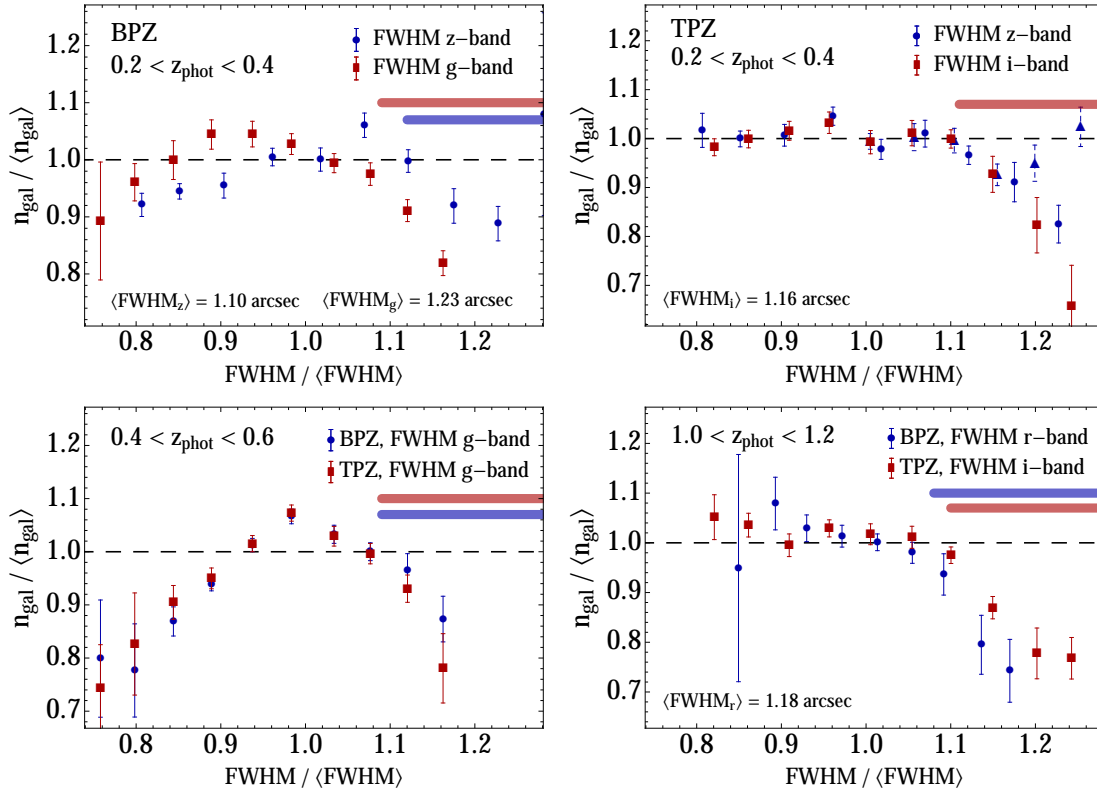 BPZ
0.2 < z_phot < 0.4
FWHM z−band
FWHM g−band
⟨FWHM_z⟩ = 1.10 arcsec ⟨FWHM_g⟩ = 1.23 arcsec
n_gal / ⟨n_gal⟩
1.2
1.1
1.0
0.9
0.8
0.8 0.9 1.0 1.1 1.2
FWHM / ⟨FWHM⟩
TPZ
0.2 < z_phot < 0.4
FWHM z−band
FWHM i−band
⟨FWHM_i⟩ = 1.16 arcsec
n_gal / ⟨n_gal⟩
1.2
1.1
1.0
0.9
0.8
0.7
0.8 0.9 1.0 1.1 1.2
FWHM / ⟨FWHM⟩
0.4 < z_phot < 0.6
BPZ, FWHM g−band
TPZ, FWHM g−band
n_gal / ⟨n_gal⟩
1.2
1.1
1.0
0.9
0.8
0.7
0.8 0.9 1.0 1.1 1.2
FWHM / ⟨FWHM⟩
1.0 < z_phot < 1.2
BPZ, FWHM r−band
TPZ, FWHM i−band
⟨FWHM_r⟩ = 1.18 arcsec
n_gal / ⟨n_gal⟩
1.2
1.1
1.0
0.9
0.8
0.7
0.8 0.9 1.0 1.1 1.2
FWHM / ⟨FWHM⟩